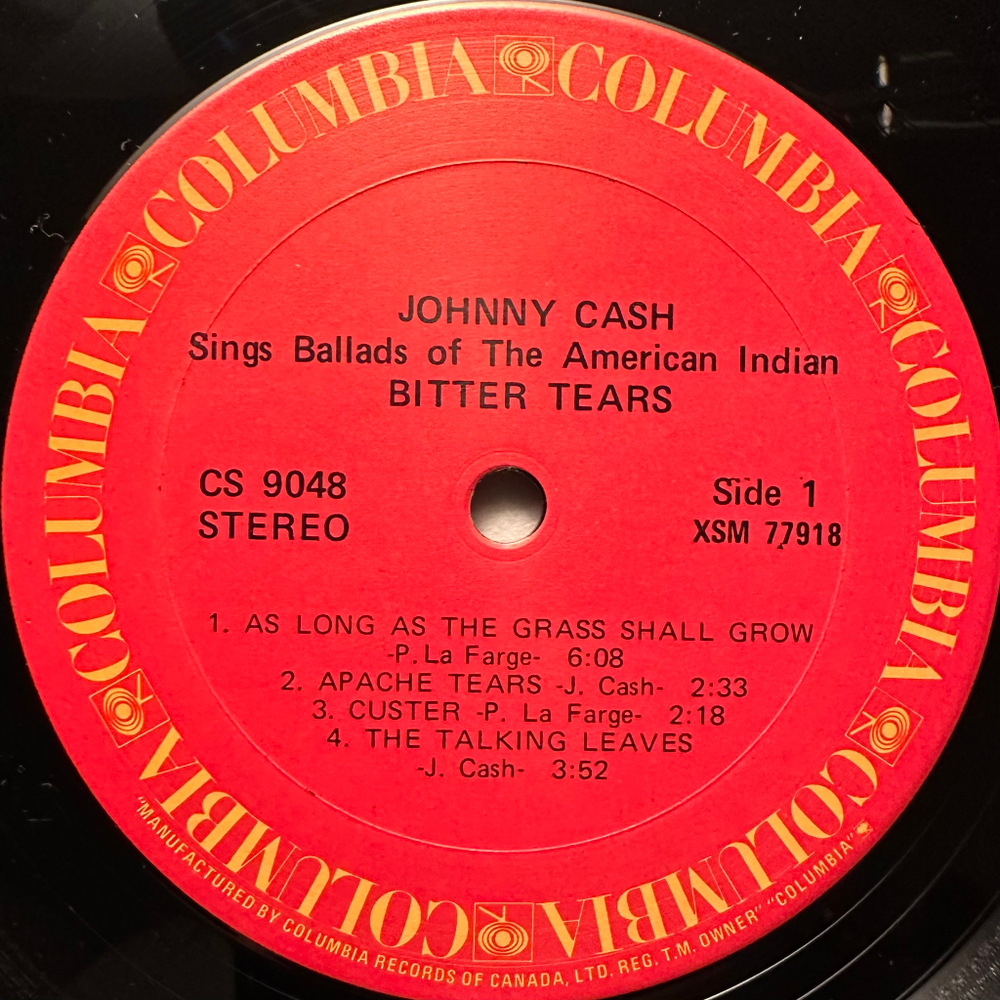 COLUMBIA COLUMBIA COLUMBIA COLUMBIA COLUMBIA COLUMBIA
JOHNNY CASH
Sings Ballads of The American Indian
BITTER TEARS
CS 9048
STEREO
Side 1
XSM 77918
1. AS LONG AS THE GRASS SHALL GROW
-P. La Farge- 6:08
2. APACHE TEARS -J. Cash- 2:33
3. CUSTER -P. La Farge- 2:18
4. THE TALKING LEAVES
-J. Cash- 3:52
"MANUFACTURED BY COLUMBIA RECORDS OF CANADA, LTD. REG. T.M. OWNER" "COLUMBIA"